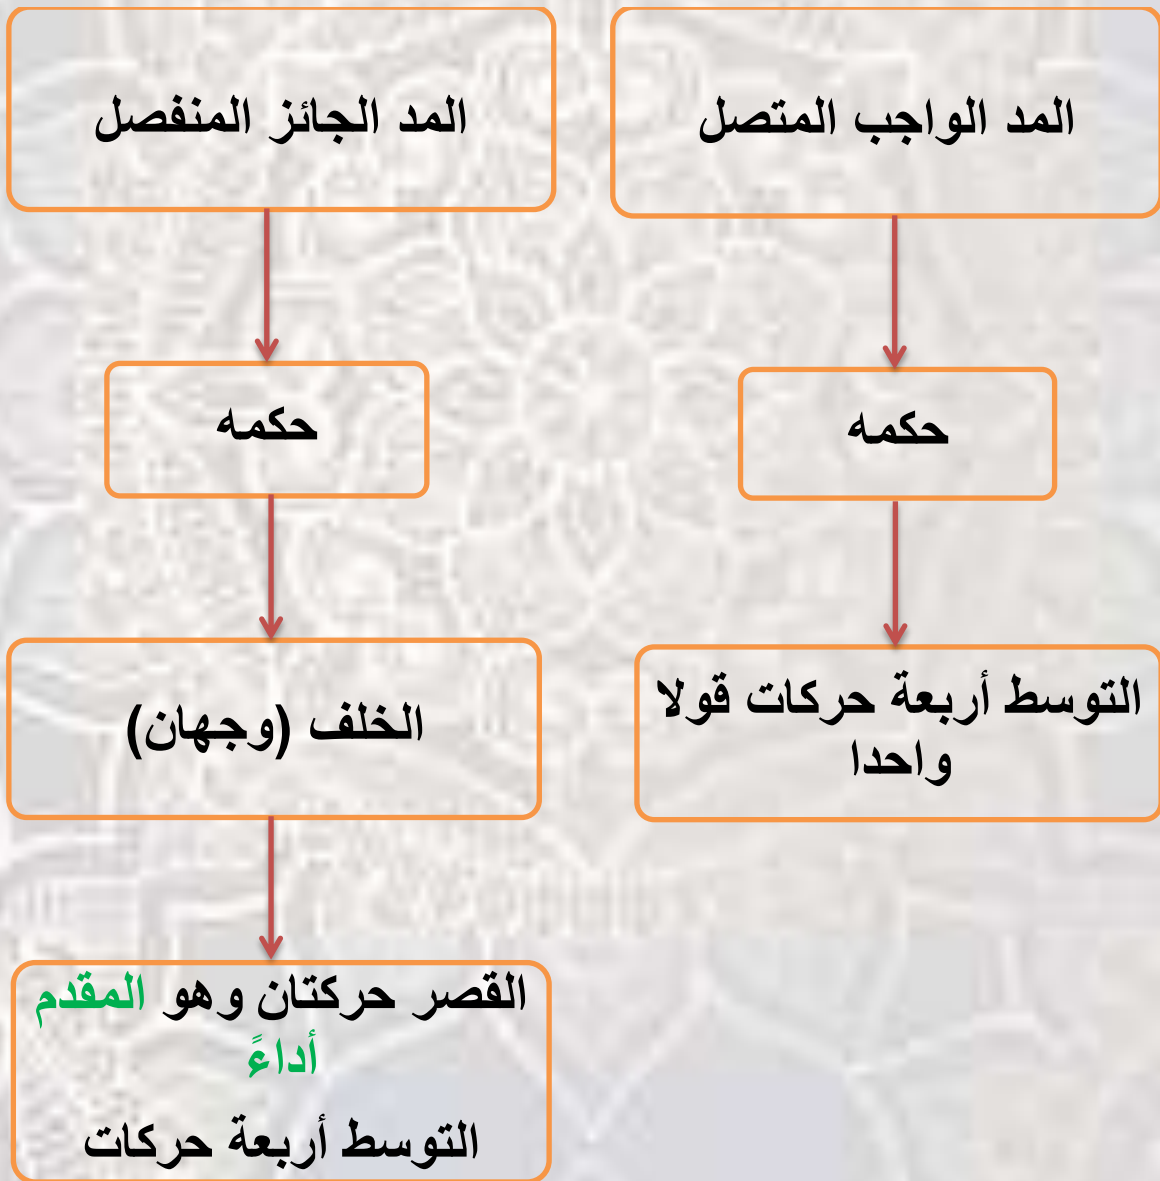 المد الواجب المتصل
المد الجائز المنفصل
حكمه
حكمه
التوسط أربعة حركات قولا
واحدا
الخلف (وجهان)
القصر حركتان وهو المقدم
أداءً
التوسط أربعة حركات